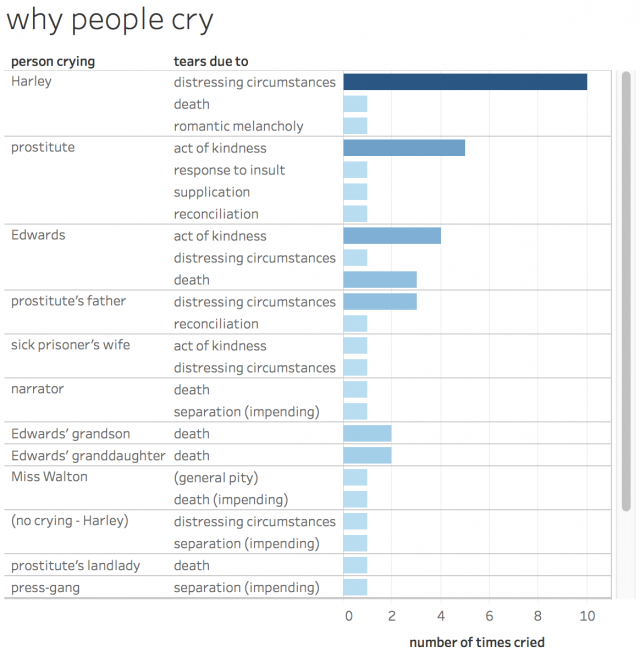 why people cry
person crying tears due to
Harley distressing circumstances
death
romantic melancholy
prostitute act of kindness
response to insult
supplication
reconciliation
Edwards act of kindness
distressing circumstances
death
prostitute's father distressing circumstances
reconciliation
sick prisoner's wife act of kindness
distressing circumstances
narrator death
separation (impending)
Edwards' grandson death
Edwards' granddaughter death
Miss Walton (general pity)
death (impending)
(no crying - Harley) distressing circumstances
separation (impending)
prostitute's landlady death
press-gang separation (impending)
0 2 4 6 8 10
number of times cried